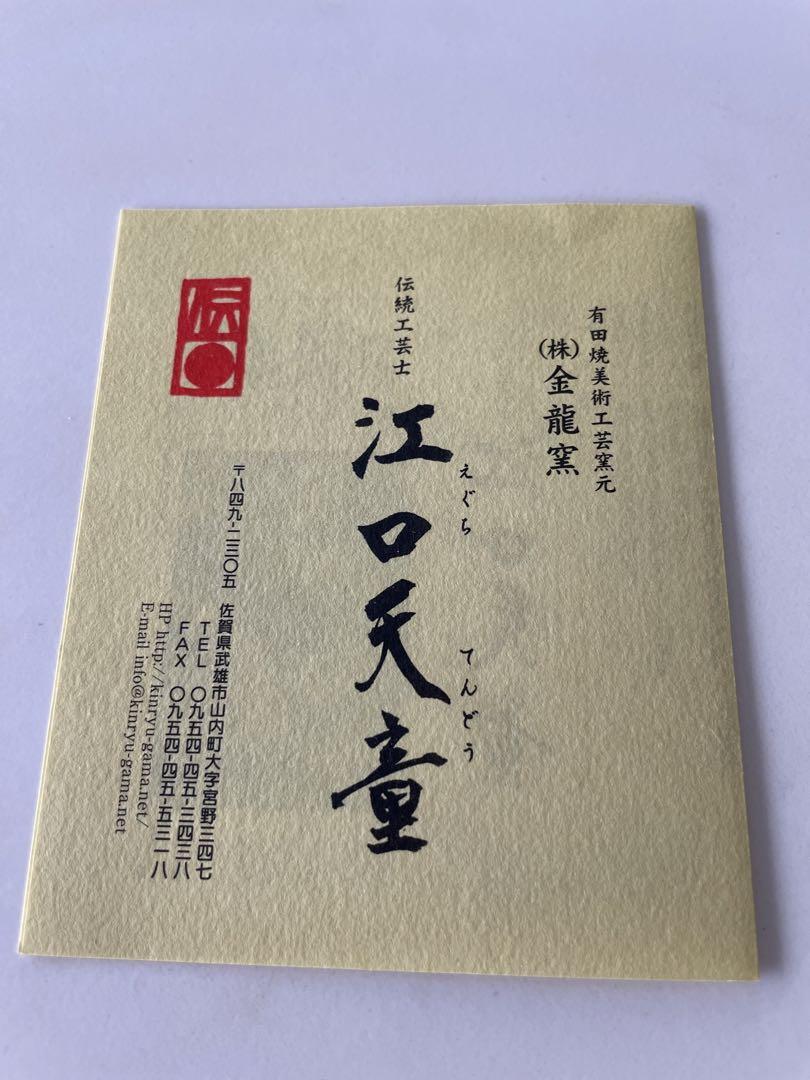 有田焼美術工芸窯元
(株)金龍窯
伝統工芸士
江口天童
えぐち てんどう
伝
〒八四九-二三〇五 佐賀県武雄市山内町大字宮野三四七
TEL 〇九五四-四五-三四三八
FAX 〇九五四-四五-五三一八
HP http://kinryu-gama.net/
E-mail info@kinryu-gama.net